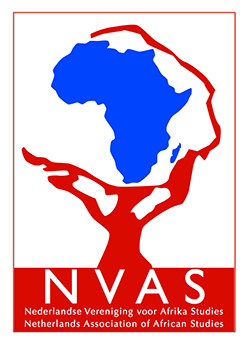 NVAS
Nederlandse Vereniging voor Afrika Studies
Netherlands Association of African Studies